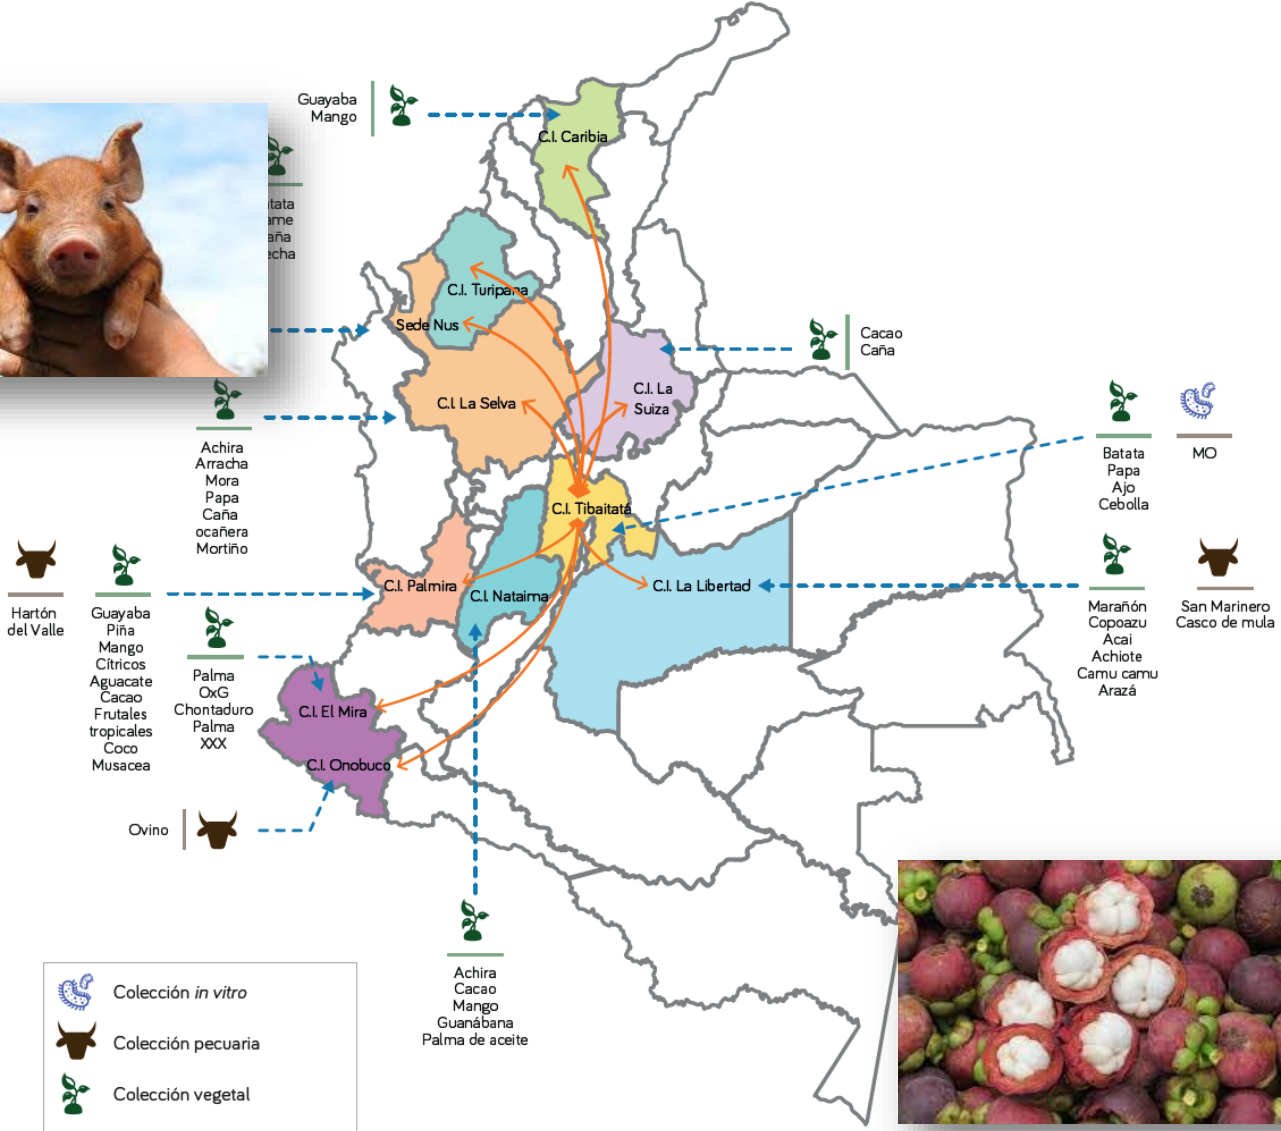 Guayaba
Mango
C.I. Caribia
C.I. Turipana
Sede Nus
Cacao
Caña
C.I. La Selva
C.I. La
Suiza
Achira
Arracha
Mora
Papa
Caña
ocañera
Mortiño
Batata
Papa
Ajo
Cebolla
MO
C.I. Tibaitatá
C.I. Palmira
C.I. Nataima
C.I. La Libertad
Hartón
del Valle
Guayaba
Piña
Mango
Cítricos
Aguacate
Cacao
Frutales
tropicales
Coco
Musacea
Palma
OxG
Chontaduro
Palma
XXX
Marañón
Copoazu
Acai
Achiote
Camu camu
Arazá
San Marinero
Casco de mula
C.I. El Mira
C.I. Onobuco
Ovino
Achira
Cacao
Mango
Guanábana
Palma de aceite
Colección in vitro
Colección pecuaria
Colección vegetal